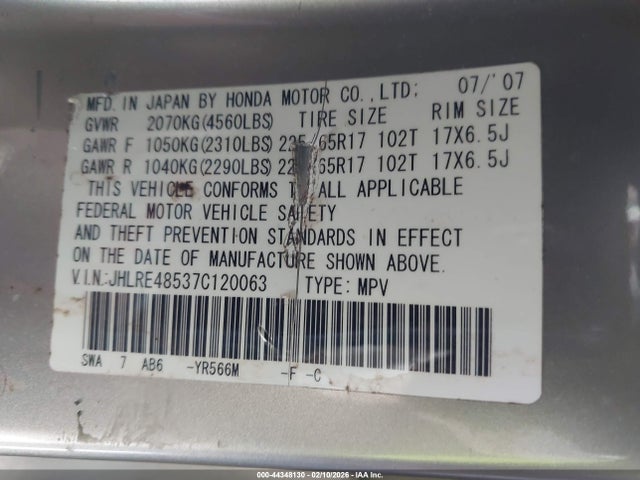 MFD. IN JAPAN BY HONDA MOTOR CO.,LTD; 07/'07
GVWR 2070KG(4560LBS) TIRE SIZE RIM SIZE
GAWR F 1050KG(2310LBS) 235 65R17 102T 17X6.5J
GAWR R 1040KG(2290LBS) 65R17 102T 17X6.5J
THIS VEHICLE CONFORMS TO ALL APPLICABLE
FEDERAL MOTOR VEHICLE SAFETY
AND THEFT PREVENTION STANDARDS IN EFFECT
ON THE DATE OF MANUFACTURE SHOWN ABOVE.
V.I.N:JHLRE48537C120063 TYPE: MPV
SWA 7 AB6 -YR566M -F -C
000-44348130 - 02/10/2026 - IAA Inc.